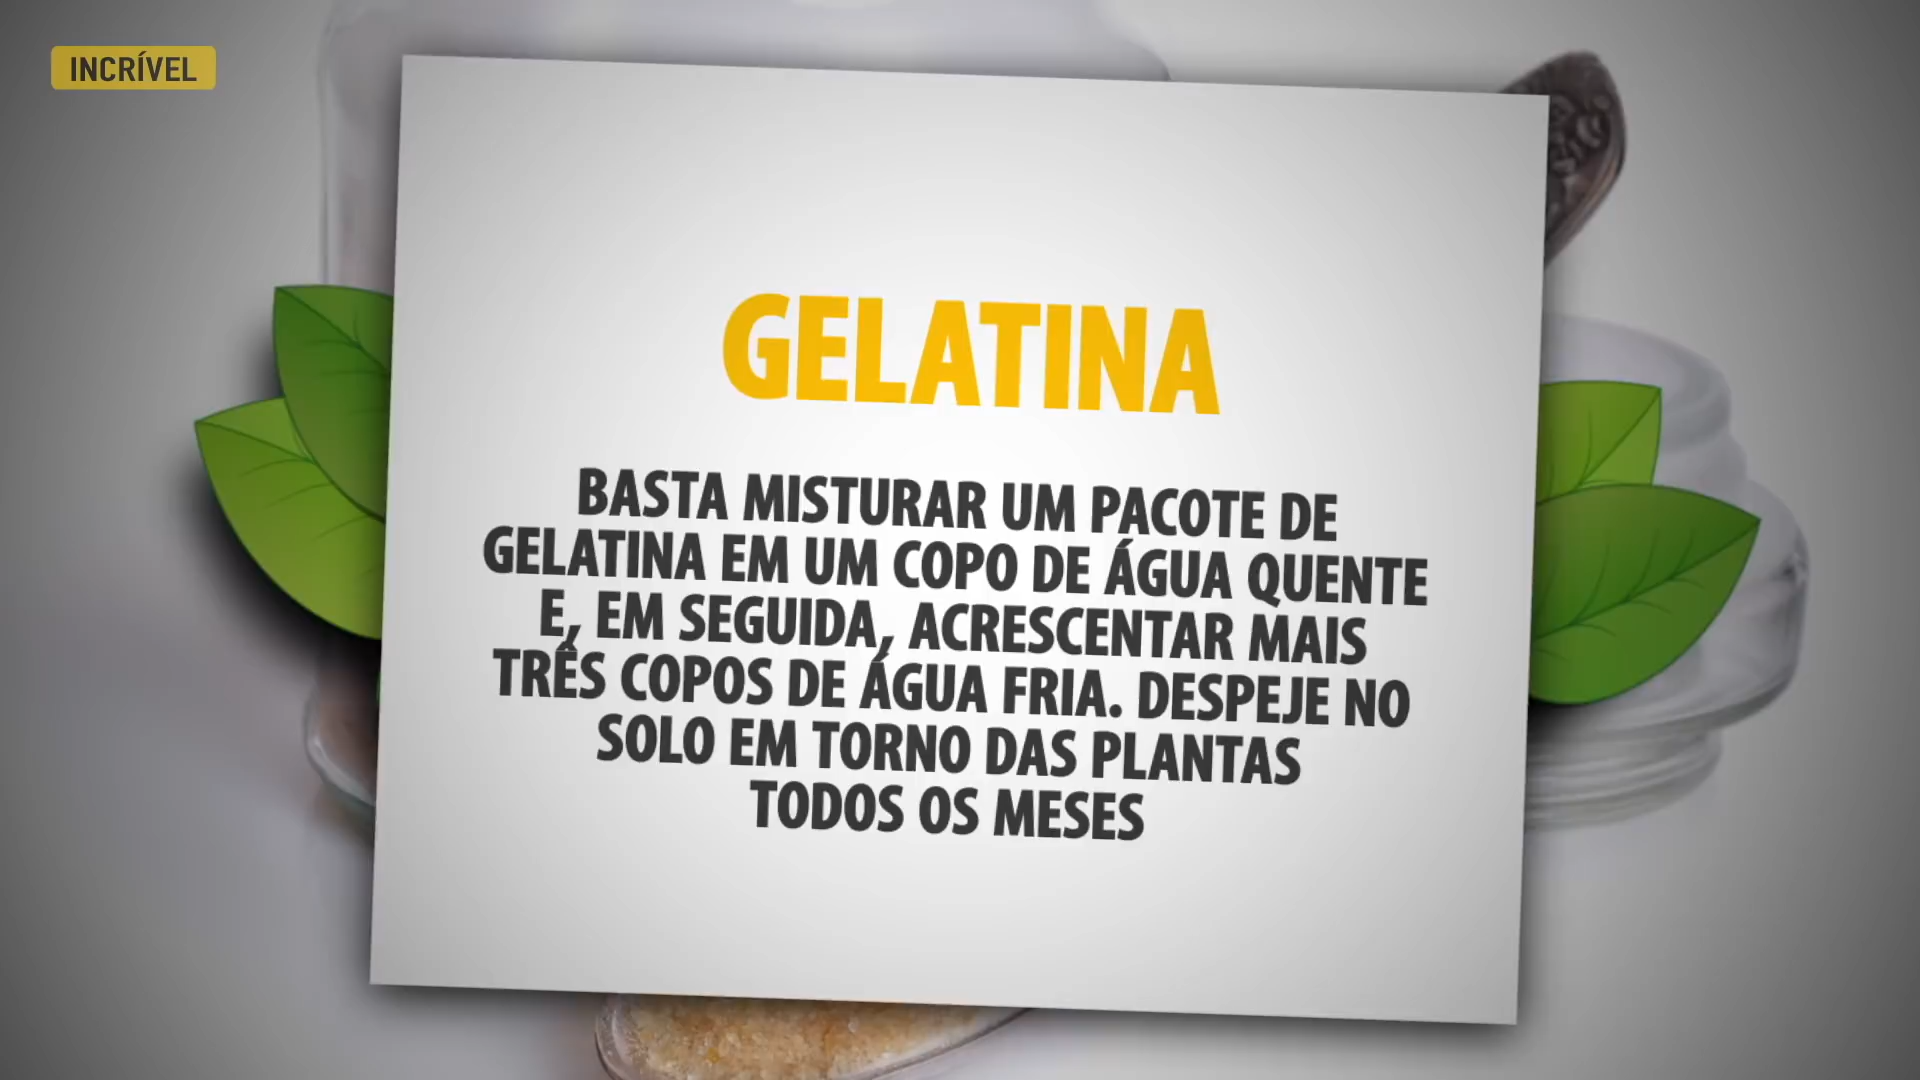 INCRÍVEL
GELATINA
BASTA MISTURAR UM PACOTE DE
GELATINA EM UM COPO DE ÁGUA QUENTE
E, EM SEGUIDA, ACRESCENTAR MAIS
TRÊS COPOS DE ÁGUA FRIA. DESPEJE NO
SOLO EM TORNO DAS PLANTAS
TODOS OS MESES